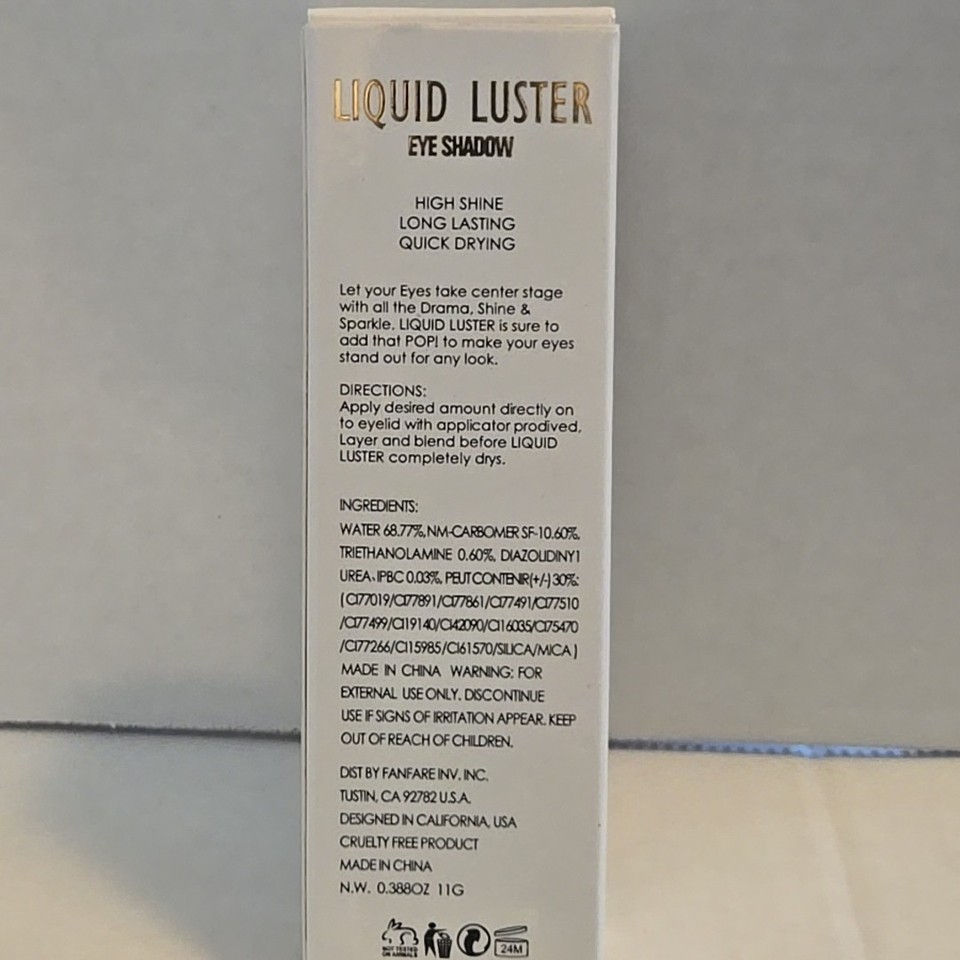 LIQUID LUSTER
EYE SHADOW
HIGH SHINE
LONG LASTING
QUICK DRYING
Let your Eyes take center stage
with all the Drama, Shine &
Sparkle. LIQUID LUSTER is sure to
add that POP! to make your eyes
stand out for any look.
DIRECTIONS:
Apply desired amount directly on
to eyelid with applicator prodived.
Layer and blend before LIQUID
LUSTER completely drys.
INGREDIENTS:
WATER 68.77%, NM-CARBOMER SF-10.60%,
TRIETHANOLAMINE 0.60%, DIAZOLIDINY1
UREA, IPBC 0.03%, PEUT CONTENIR(+/-) 30%:
( CI77019/CI77891/CI77861/CI77491/CI77510
/CI77499/CI19140/CI42090/CI16035/CI75470
/CI77266/CI15985/CI61570/SILICA/MICA )
MADE IN CHINA WARNING: FOR
EXTERNAL USE ONLY. DISCONTINUE
USE IF SIGNS OF IRRITATION APPEAR. KEEP
OUT OF REACH OF CHILDREN.
DIST BY FANFARE INV. INC.
TUSTIN, CA 92782 U.S.A.
DESIGNED IN CALIFORNIA, USA
CRUELTY FREE PRODUCT
MADE IN CHINA
N.W. 0.388OZ 11G
NOT TESTED
ON ANIMALS
24M